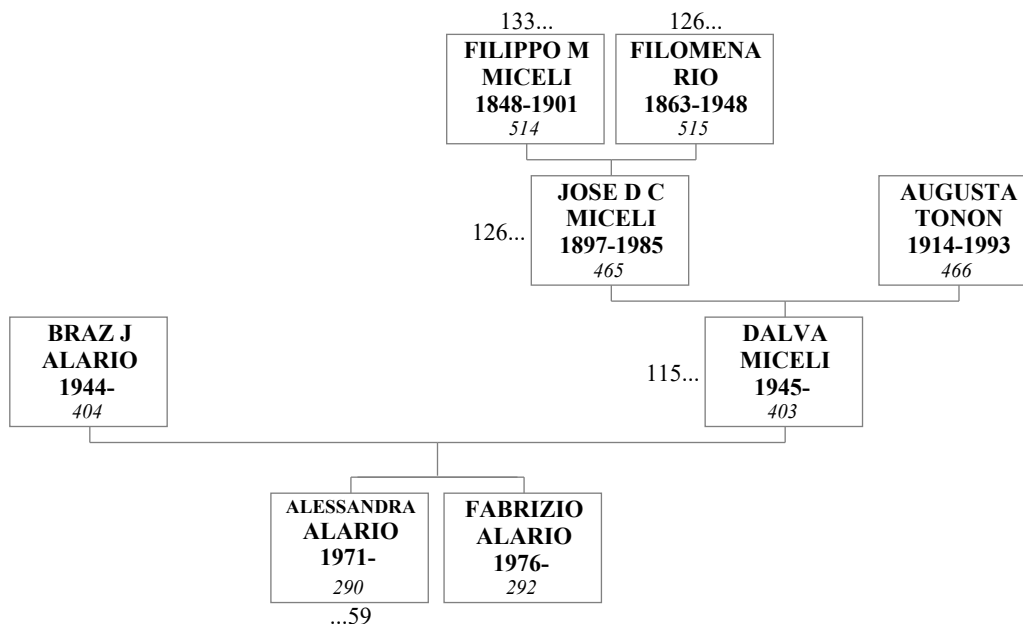 133...
FILIPPO M
MICELI
1848-1901
514
126...
FILOMENA
RIO
1863-1948
515
126...
JOSE D C
MICELI
1897-1985
465
AUGUSTA
TONON
1914-1993
466
BRAZ J
ALARIO
1944-
404
115...
DALVA
MICELI
1945-
403
ALESSANDRA
ALARIO
1971-
290
...59
FABRIZIO
ALARIO
1976-
292